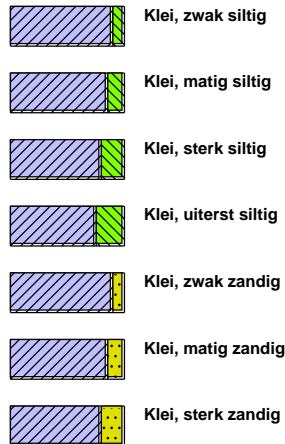 Klei, zwak siltig
Klei, matig siltig
Klei, sterk siltig
Klei, uiterst siltig
Klei, zwak zandig
Klei, matig zandig
Klei, sterk zandig